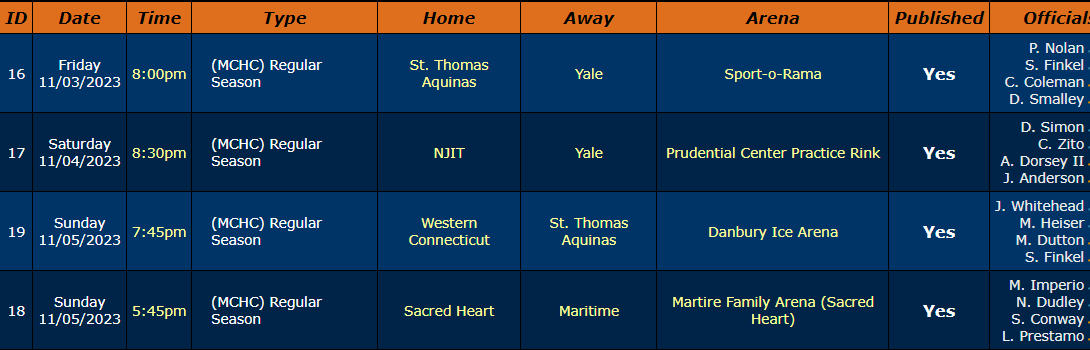 ID Date Time Type Home Away Arena Published Officials
16
Friday
11/03/2023
8:00pm
(MCHC) Regular
Season
St. Thomas
Aquinas
Yale
Sport-o-Rama
Yes
P. Nolan
S. Finkel
C. Coleman
D. Smalley
17
Saturday
11/04/2023
8:30pm
(MCHC) Regular
Season
NJIT
Yale
Prudential Center Practice Rink
Yes
D. Simon
C. Zito
A. Dorsey II
J. Anderson
19
Sunday
11/05/2023
7:45pm
(MCHC) Regular
Season
Western
Connecticut
St. Thomas
Aquinas
Danbury Ice Arena
Yes
J. Whitehead
M. Heiser
M. Dutton
S. Finkel
18
Sunday
11/05/2023
5:45pm
(MCHC) Regular
Season
Sacred Heart
Maritime
Martire Family Arena (Sacred
Heart)
Yes
M. Imperio
N. Dudley
S. Conway
L. Prestamo